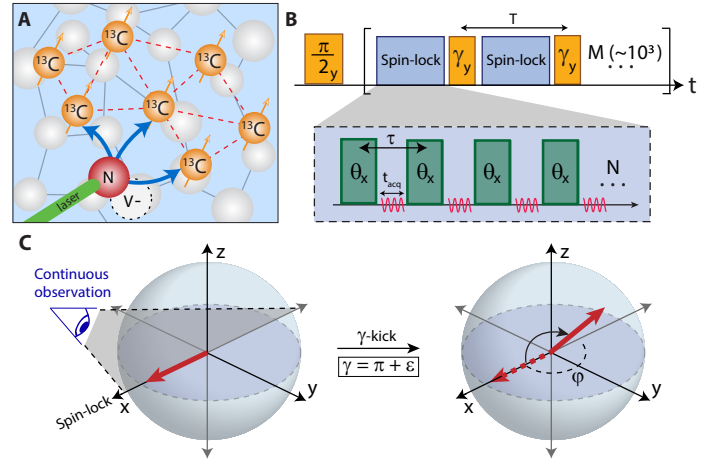 A
¹³C
¹³C
¹³C
¹³C
¹³C
¹³C
¹³C
N
V-
laser
B
π/2 y
Spin-lock
γy
Spin-lock
γy
T
M (~10³)
...
t
τ
θx
θx
θx
θx
N
...
tacq
C
Continuous
observation
z
y
x
Spin-lock
γ-kick
γ = π + ε
z
y
x
φ